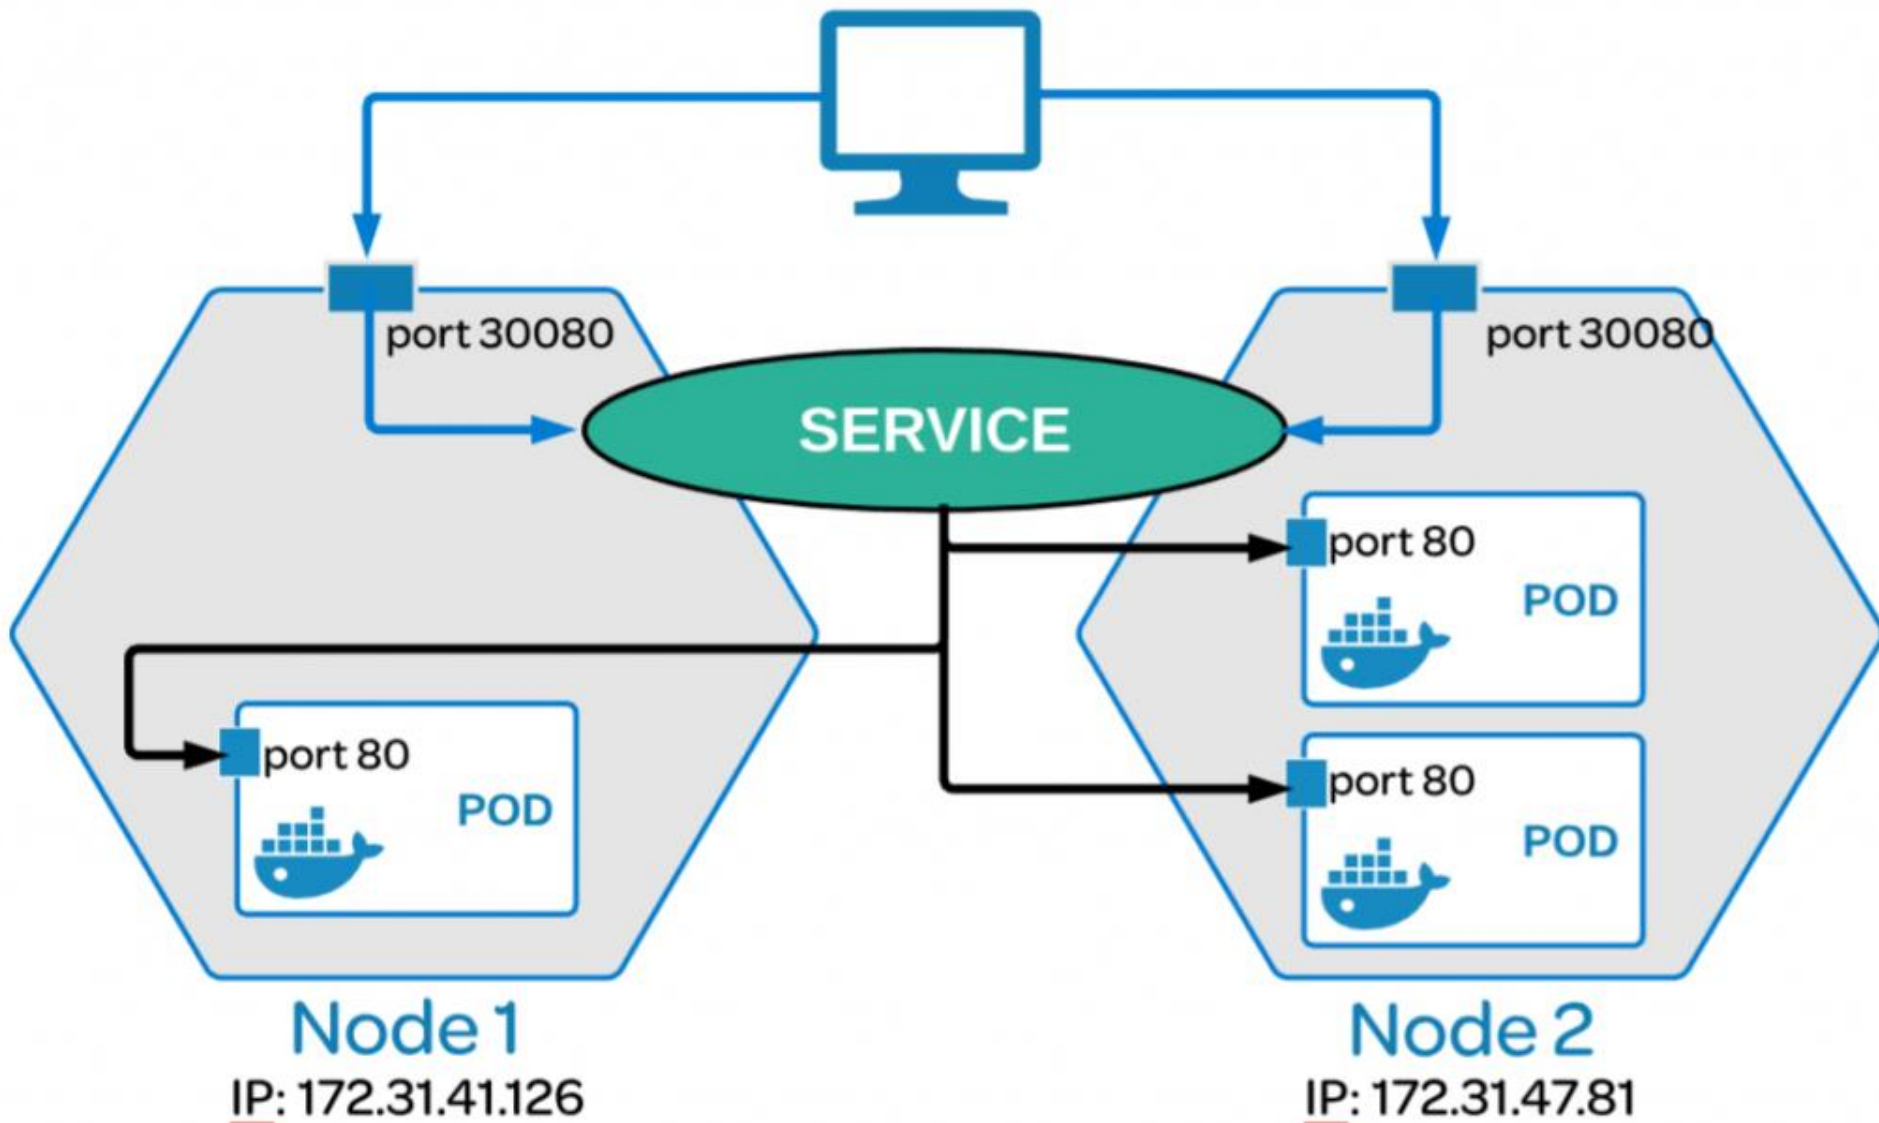 port 30080
port 30080
SERVICE
port 80
POD
port 80
POD
port 80
POD
Node 1
IP: 172.31.41.126
Node 2
IP: 172.31.47.81